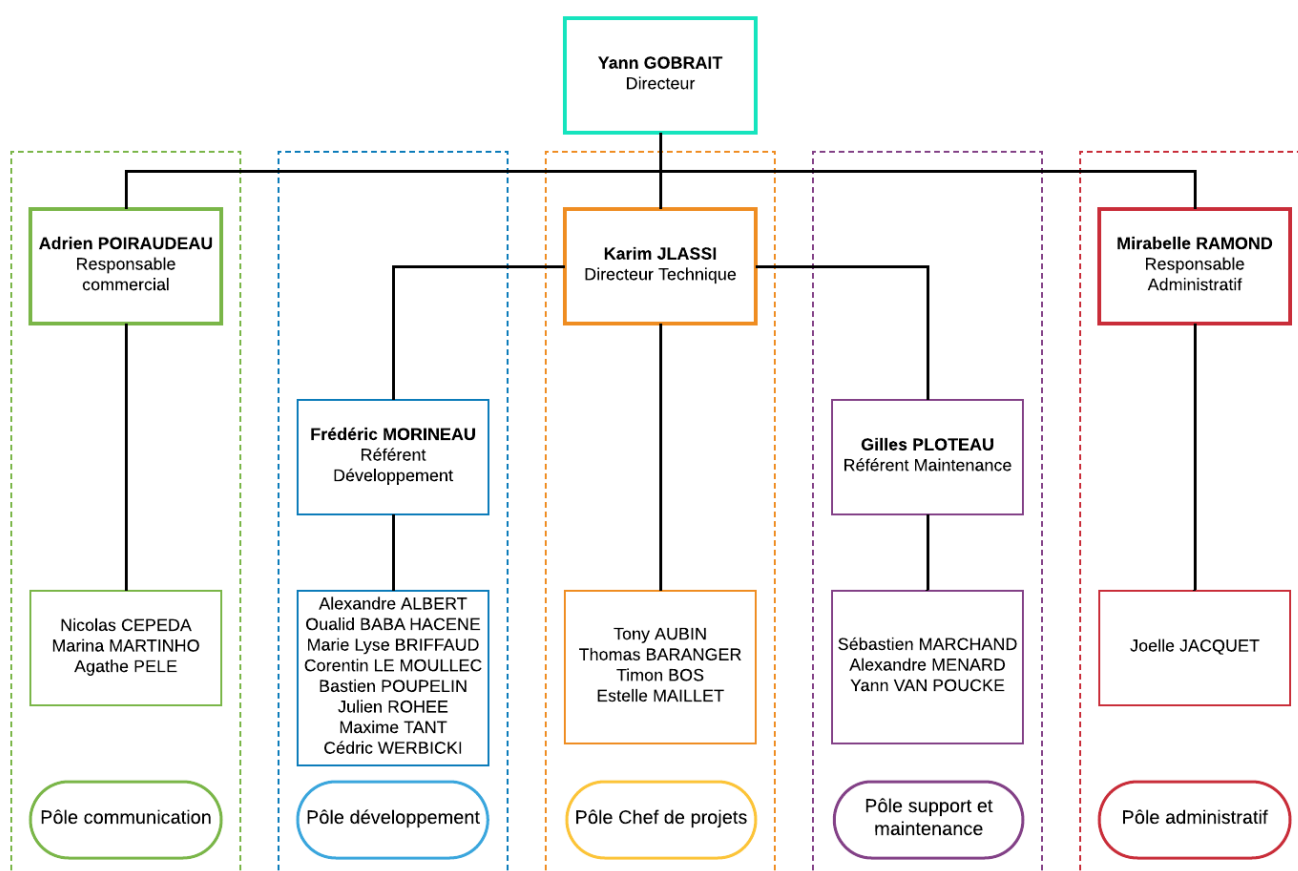 Yann GOBRAIT
Directeur
Adrien POIRAUDEAU
Responsable
commercial
Karim JLASSI
Directeur Technique
Mirabelle RAMOND
Responsable
Administratif
Frédéric MORINEAU
Référent
Développement
Gilles PLOTEAU
Référent Maintenance
Nicolas CEPEDA
Marina MARTINHO
Agathe PELE
Alexandre ALBERT
Oualid BABA HACENE
Marie Lyse BRIFFAUD
Corentin LE MOULLEC
Bastien POUPELIN
Julien ROHEE
Maxime TANT
Cédric WERBICKI
Tony AUBIN
Thomas BARANGER
Timon BOS
Estelle MAILLET
Sébastien MARCHAND
Alexandre MENARD
Yann VAN POUCKE
Joelle JACQUET
Pôle communication
Pôle développement
Pôle Chef de projets
Pôle support et
maintenance
Pôle administratif